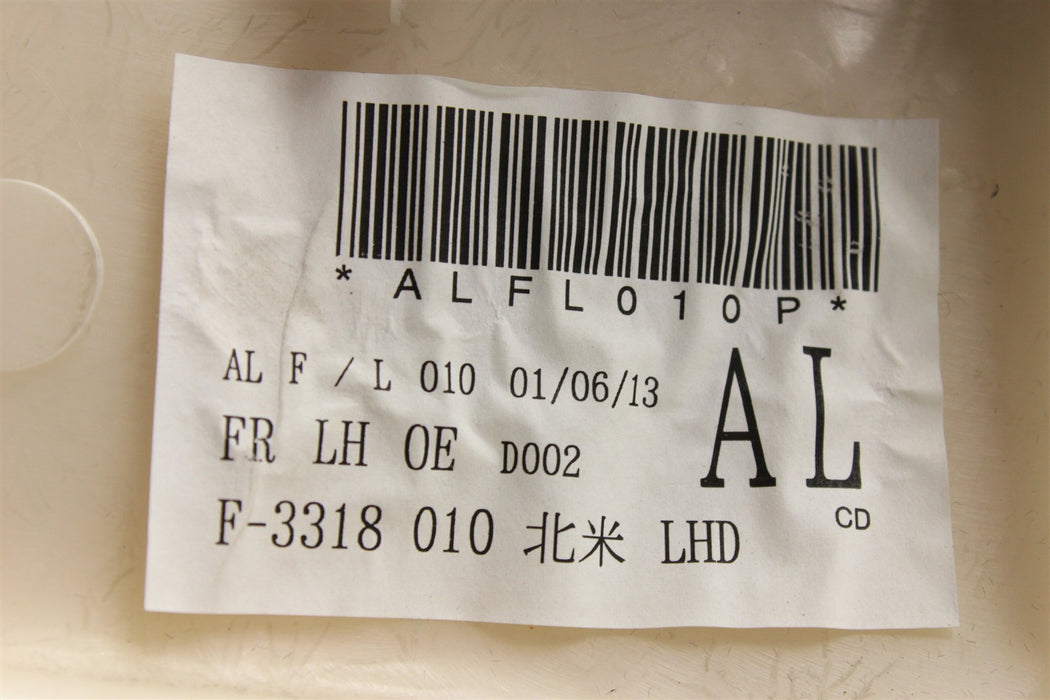 *ALFL010P*
AL F / L 010 01/06/13
FR LH OE D002
AL
CD
F-3318 010 北米 LHD